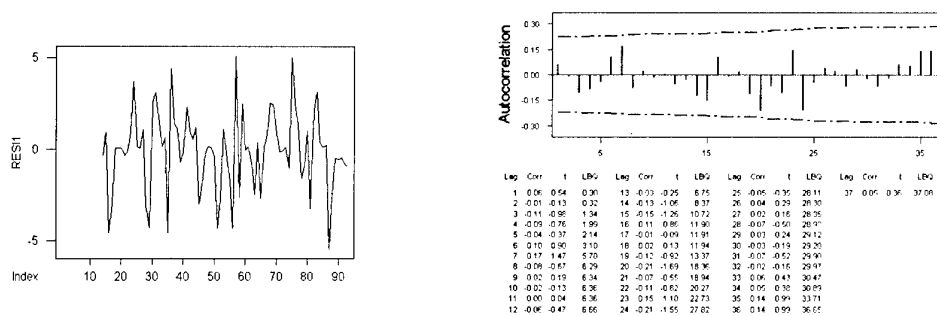 5
0
-5
RESI1
Index 10 20 30 40 50 60 70 80 90
0.30
0.15
0.00
-0.15
-0.30
Autocorrelation
5 15 25 35
Lag Corr t LBQ Lag Corr t LBQ Lag Corr t LBQ Lag Corr t LBQ
1 0.06 0.54 0.30 13 -0.03 -0.25 6.75 25 -0.05 -0.35 28.11 37 0.05 0.36 37.08
2 -0.01 -0.13 0.32 14 -0.13 -1.06 8.37 26 0.04 0.29 28.30
3 -0.11 -0.98 1.34 15 -0.15 -1.26 10.72 27 0.02 0.16 28.35
4 -0.09 -0.76 1.99 16 0.11 0.86 11.90 28 -0.07 -0.50 28.97
5 -0.04 -0.37 2.14 17 -0.01 -0.09 11.91 29 0.03 0.24 29.12
6 0.10 0.90 3.10 18 0.02 0.13 11.94 30 -0.03 -0.19 29.20
7 0.17 1.47 5.70 19 -0.12 -0.92 13.37 31 -0.07 -0.52 29.90
8 -0.08 -0.67 6.29 20 -0.21 -1.69 18.36 32 -0.02 -0.16 29.97
9 0.02 0.19 6.34 21 -0.07 -0.55 18.94 33 0.06 0.43 30.47
10 -0.02 -0.13 6.36 22 -0.11 -0.82 20.27 34 0.05 0.38 30.89
11 0.00 0.04 6.36 23 0.15 1.10 22.73 35 0.14 0.99 33.71
12 -0.06 -0.47 6.66 24 -0.21 -1.55 27.82 36 0.14 0.99 36.65